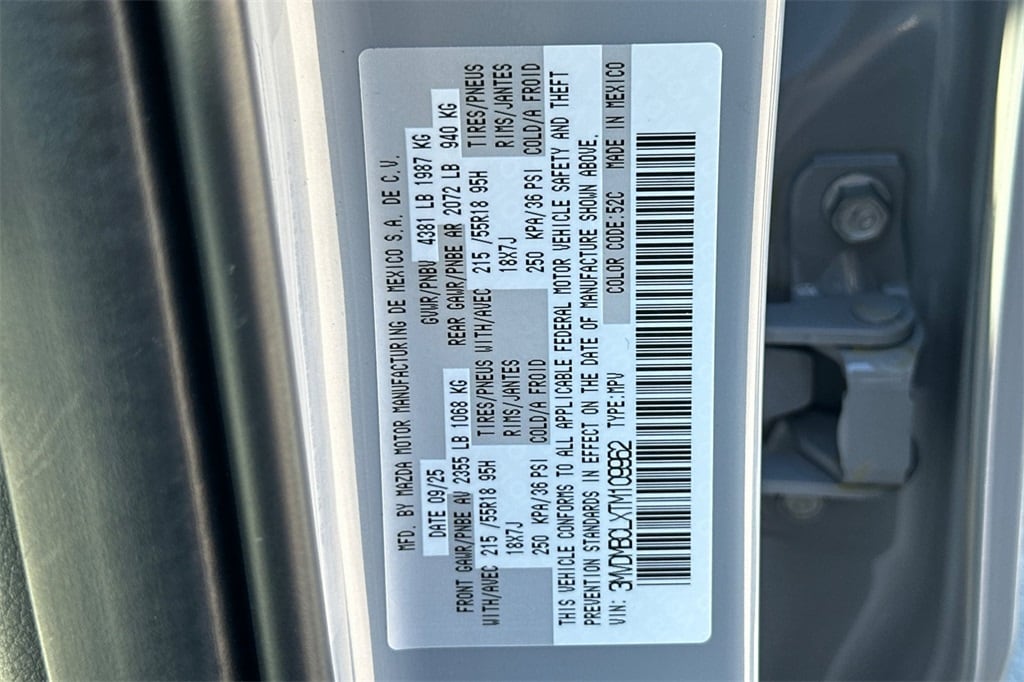 MFD. BY MAZDA MOTOR MANUFACTURING DE MEXICO S.A. DE C.V.
DATE 09/25 GVWR/PNBV 4381 LB 1987 KG
FRONT GAWR/PNBE AV 2355 LB 1068 KG REAR GAWR/PNBE AR 2072 LB 940 KG
WITH/AVEC 215 /55R18 95H TIRES/PNEUS WITH/AVEC 215 /55R18 95H TIRES/PNEUS
18X7J RIMS/JANTES 18X7J RIMS/JANTES
250 KPA/36 PSI COLD/A FROID 250 KPA/36 PSI COLD/A FROID
THIS VEHICLE CONFORMS TO ALL APPLICABLE FEDERAL MOTOR VEHICLE SAFETY AND THEFT
PREVENTION STANDARDS IN EFFECT ON THE DATE OF MANUFACTURE SHOWN ABOVE.
VIN: 3MVDMBCLXTM109962 TYPE:MPV COLOR CODE:52C MADE IN MEXICO